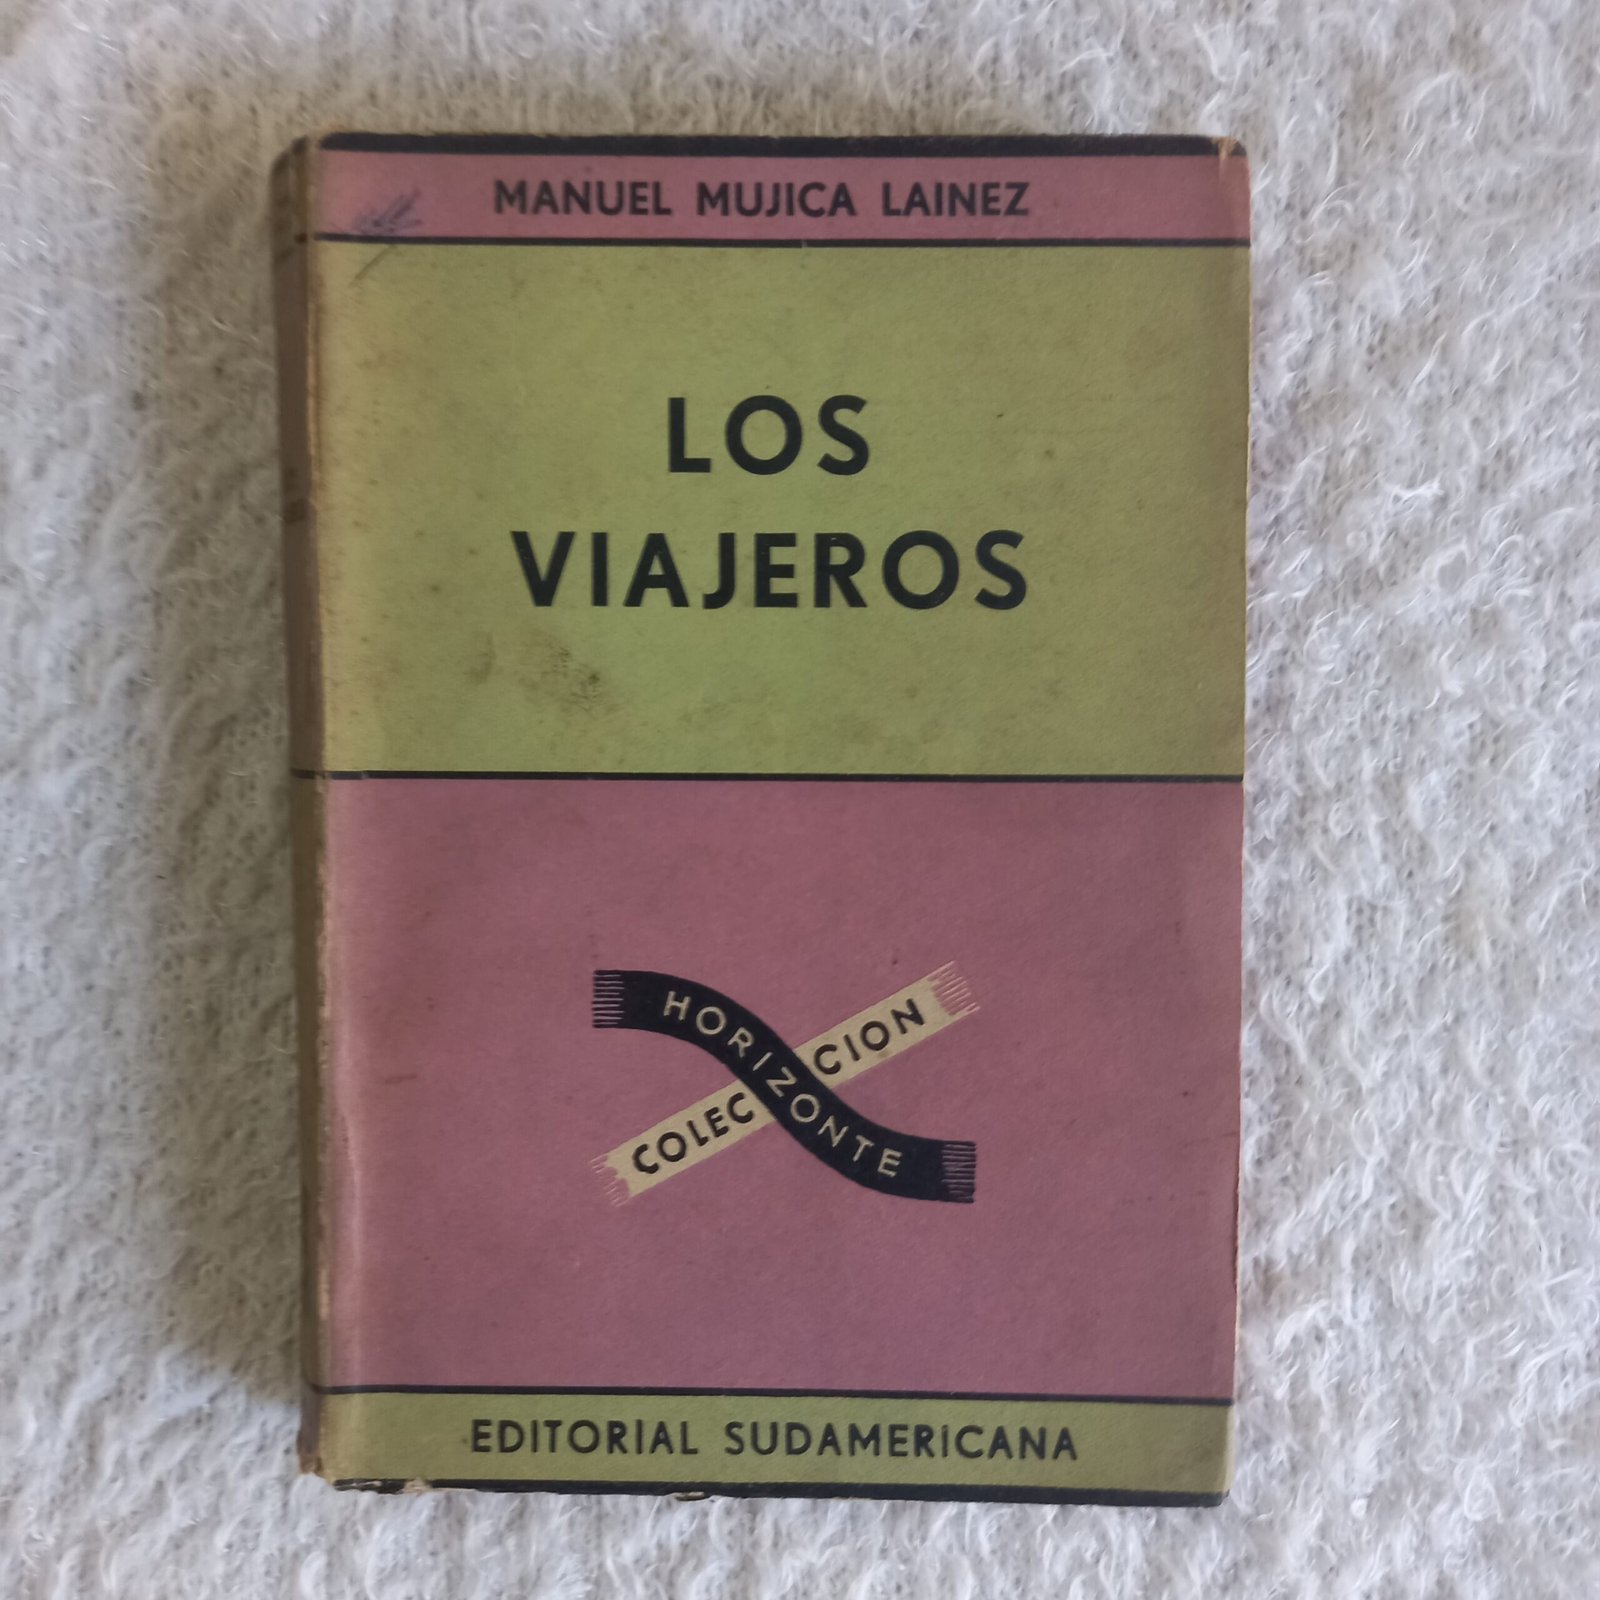 MANUEL MUJICA LAINEZ
LOS
VIAJEROS
COLECCION
HORIZONTE
EDITORIAL SUDAMERICANA